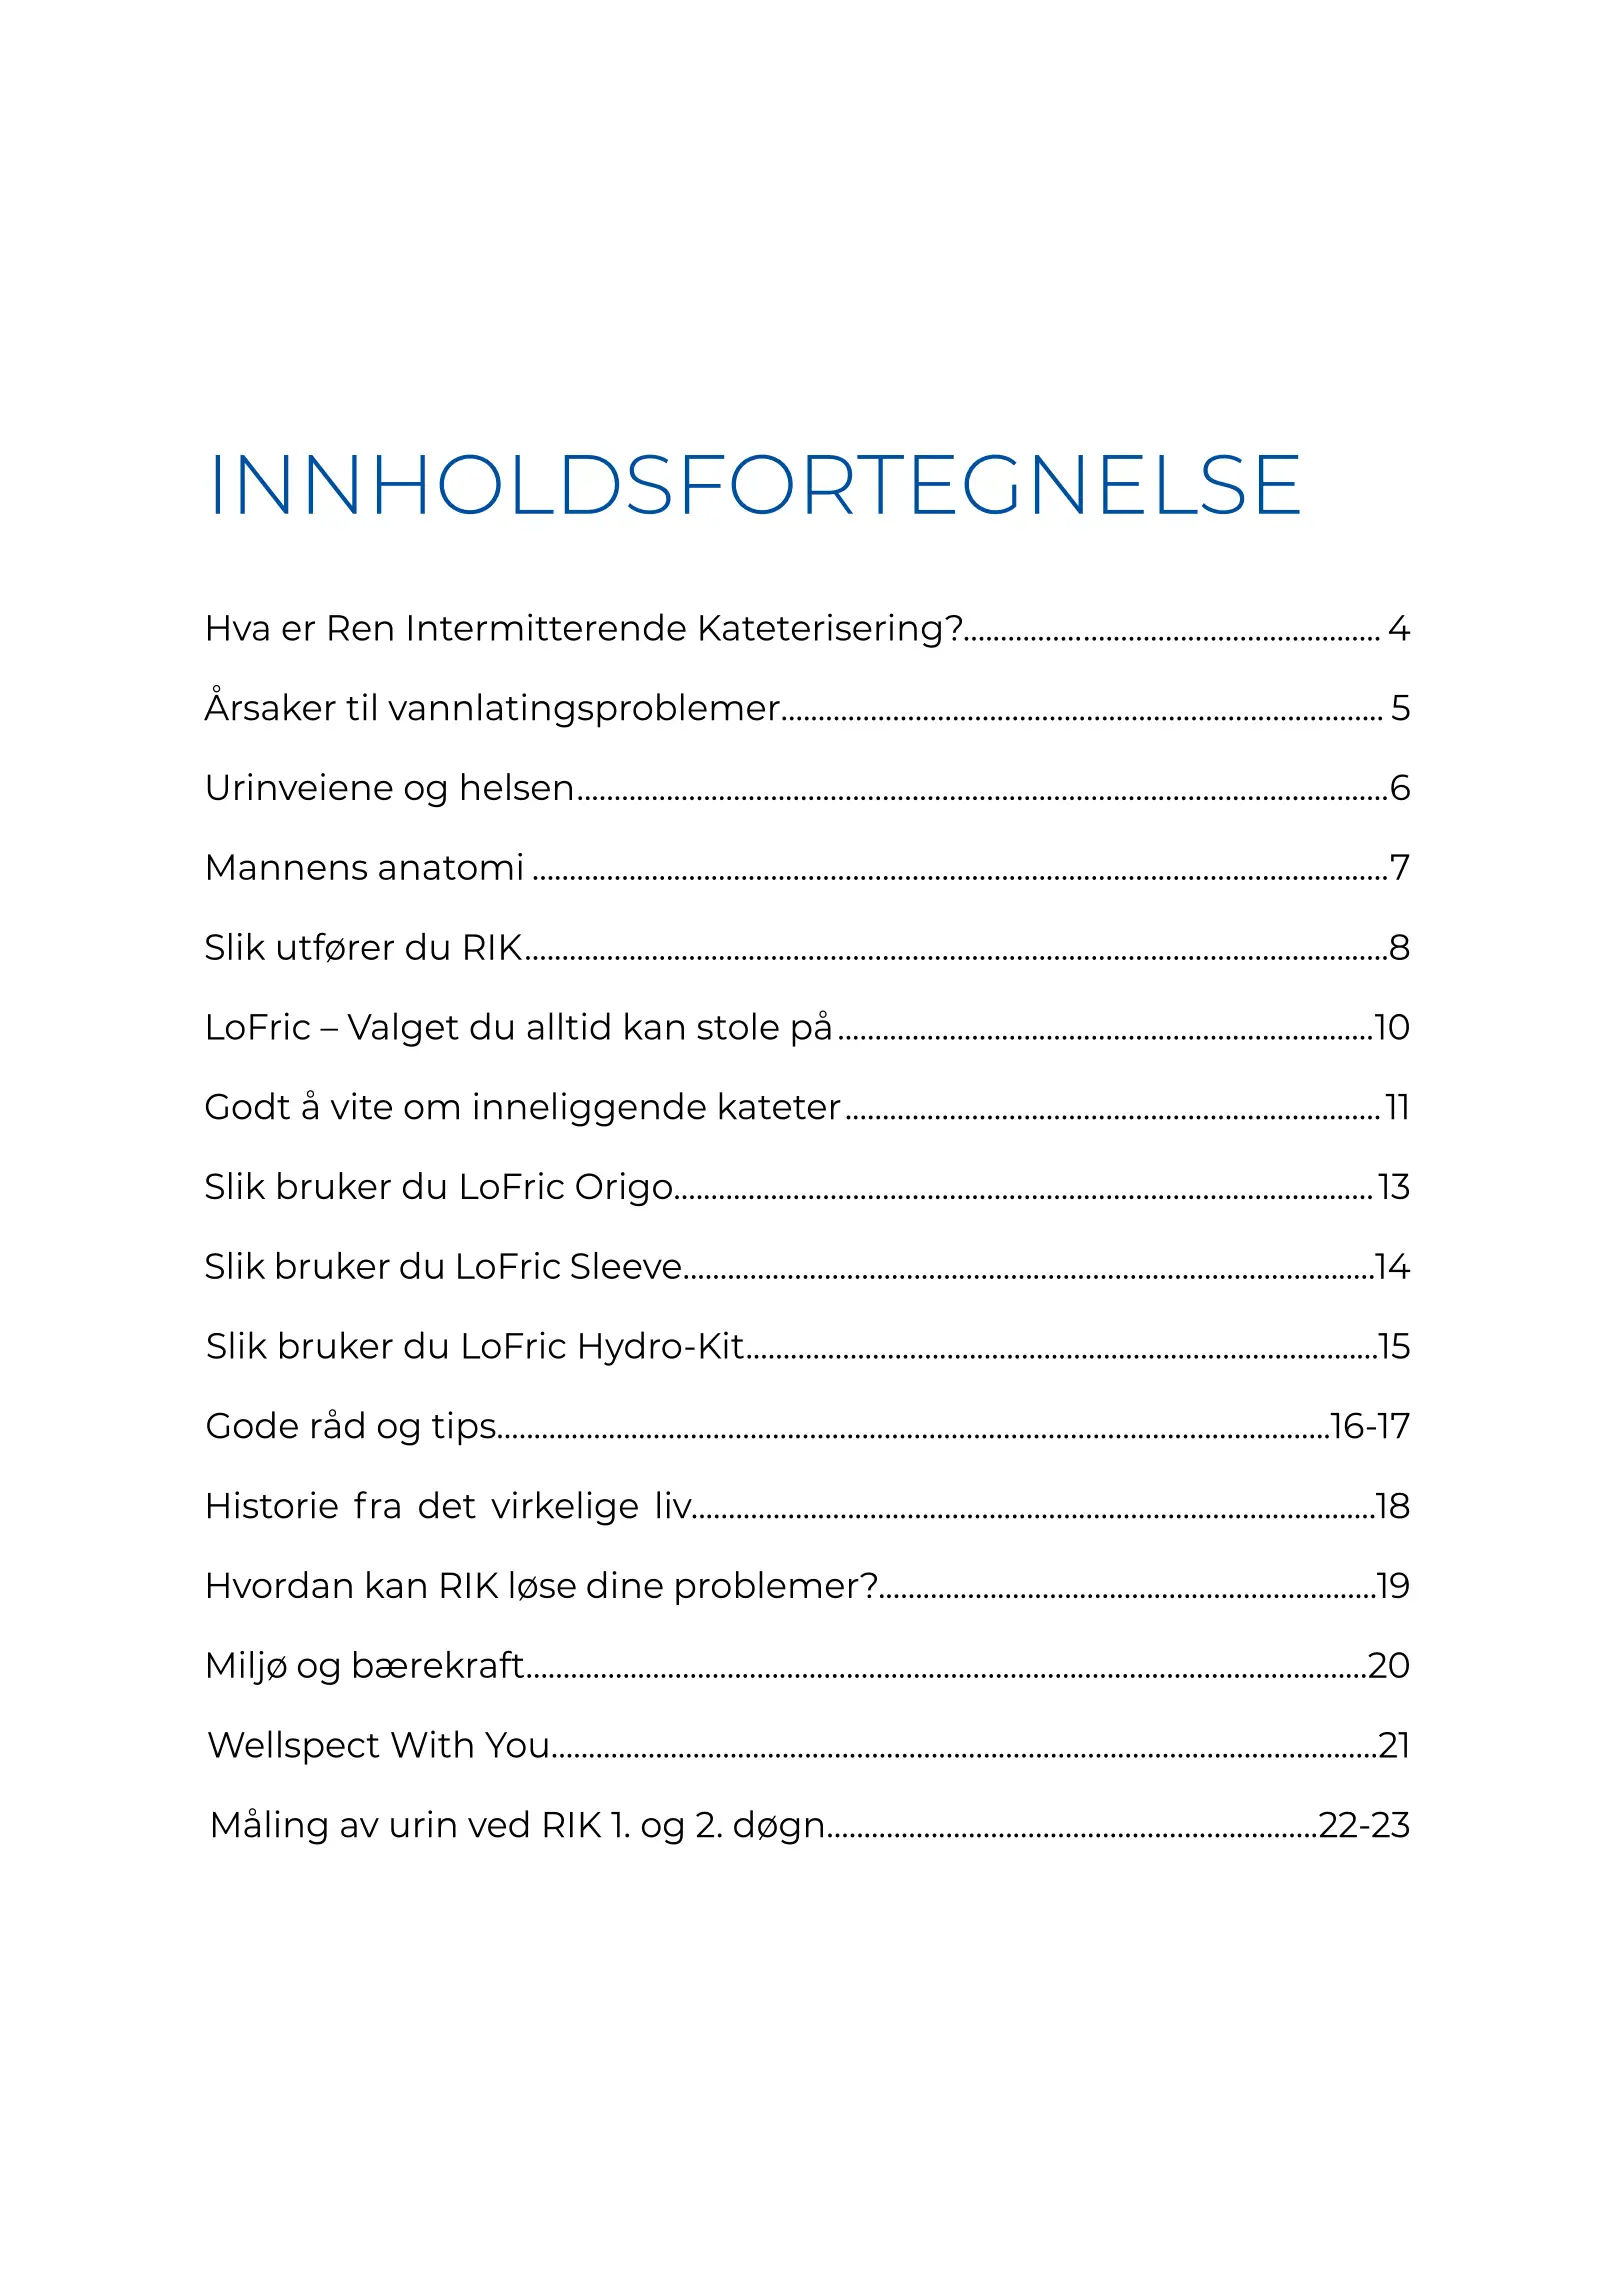 INNHOLDSFORTEGNELSE
Hva er Ren Intermitterende Kateterisering?........................................................ 4
Årsaker til vannlatingsproblemer................................................................................. 5
Urinveiene og helsen.............................................................................................................6
Mannens anatomi ...................................................................................................................7
Slik utfører du RIK....................................................................................................................8
LoFric – Valget du alltid kan stole på........................................................................10
Godt å vite om inneliggende kateter........................................................................ 11
Slik bruker du LoFric Origo.............................................................................................. 13
Slik bruker du LoFric Sleeve.............................................................................................14
Slik bruker du LoFric Hydro-Kit.....................................................................................15
Gode råd og tips................................................................................................................16-17
Historie fra det virkelige liv............................................................................................18
Hvordan kan RIK løse dine problemer?...................................................................19
Miljø og bærekraft.................................................................................................................20
Wellspect With You...............................................................................................................21
Måling av urin ved RIK 1. og 2. døgn..................................................................22-23